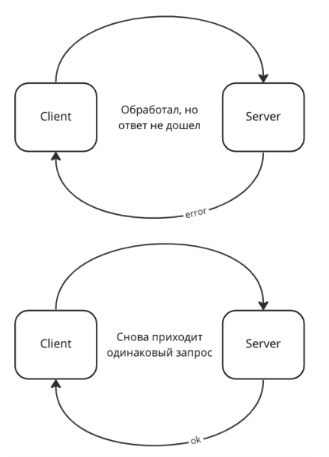 Client
Обработал, но
ответ не дошел
Server
error
Client
Снова приходит
одинаковый запрос
Server
ok